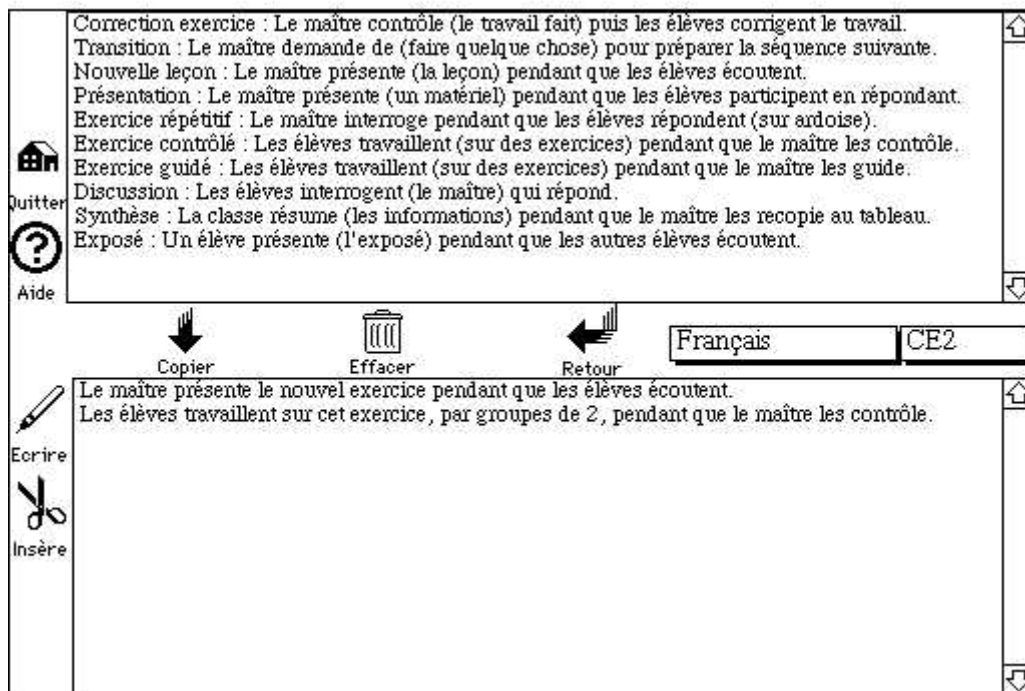 Correction exercice : Le maître contrôle (le travail fait) puis les élèves corrigent le travail.
Transition : Le maître demande de (faire quelque chose) pour préparer la séquence suivante.
Nouvelle leçon : Le maître présente (la leçon) pendant que les élèves écoutent.
Présentation : Le maître présente (un matériel) pendant que les élèves participent en répondant.
Exercice répétitif : Le maître interroge pendant que les élèves répondent (sur ardoise).
Exercice contrôlé : Les élèves travaillent (sur des exercices) pendant que le maître les contrôle.
Exercice guidé : Les élèves travaillent (sur des exercices) pendant que le maître les guide.
Discussion : Les élèves interrogent (le maître) qui répond.
Synthèse : La classe résume (les informations) pendant que le maître les recopie au tableau.
Exposé : Un élève présente (l'exposé) pendant que les autres élèves écoutent.
Quitter
?
Aide
Copier
Effacer
Retour
Français
CE2
Le maître présente le nouvel exercice pendant que les élèves écoutent.
Les élèves travaillent sur cet exercice, par groupes de 2, pendant que le maître les contrôle.
Ecrire
Insère